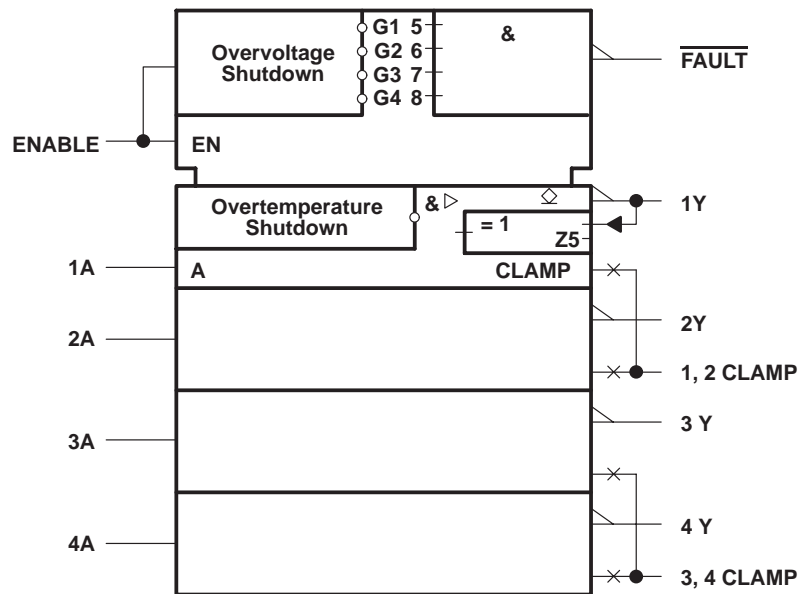 Overvoltage
Shutdown
G1 5
G2 6
G3 7
G4 8
&
FAULT
ENABLE
EN
Overtemperature
Shutdown
&
= 1
Z5
1Y
1A
A
CLAMP
2A
2Y
1, 2 CLAMP
3 Y
3A
4 Y
4A
3, 4 CLAMP